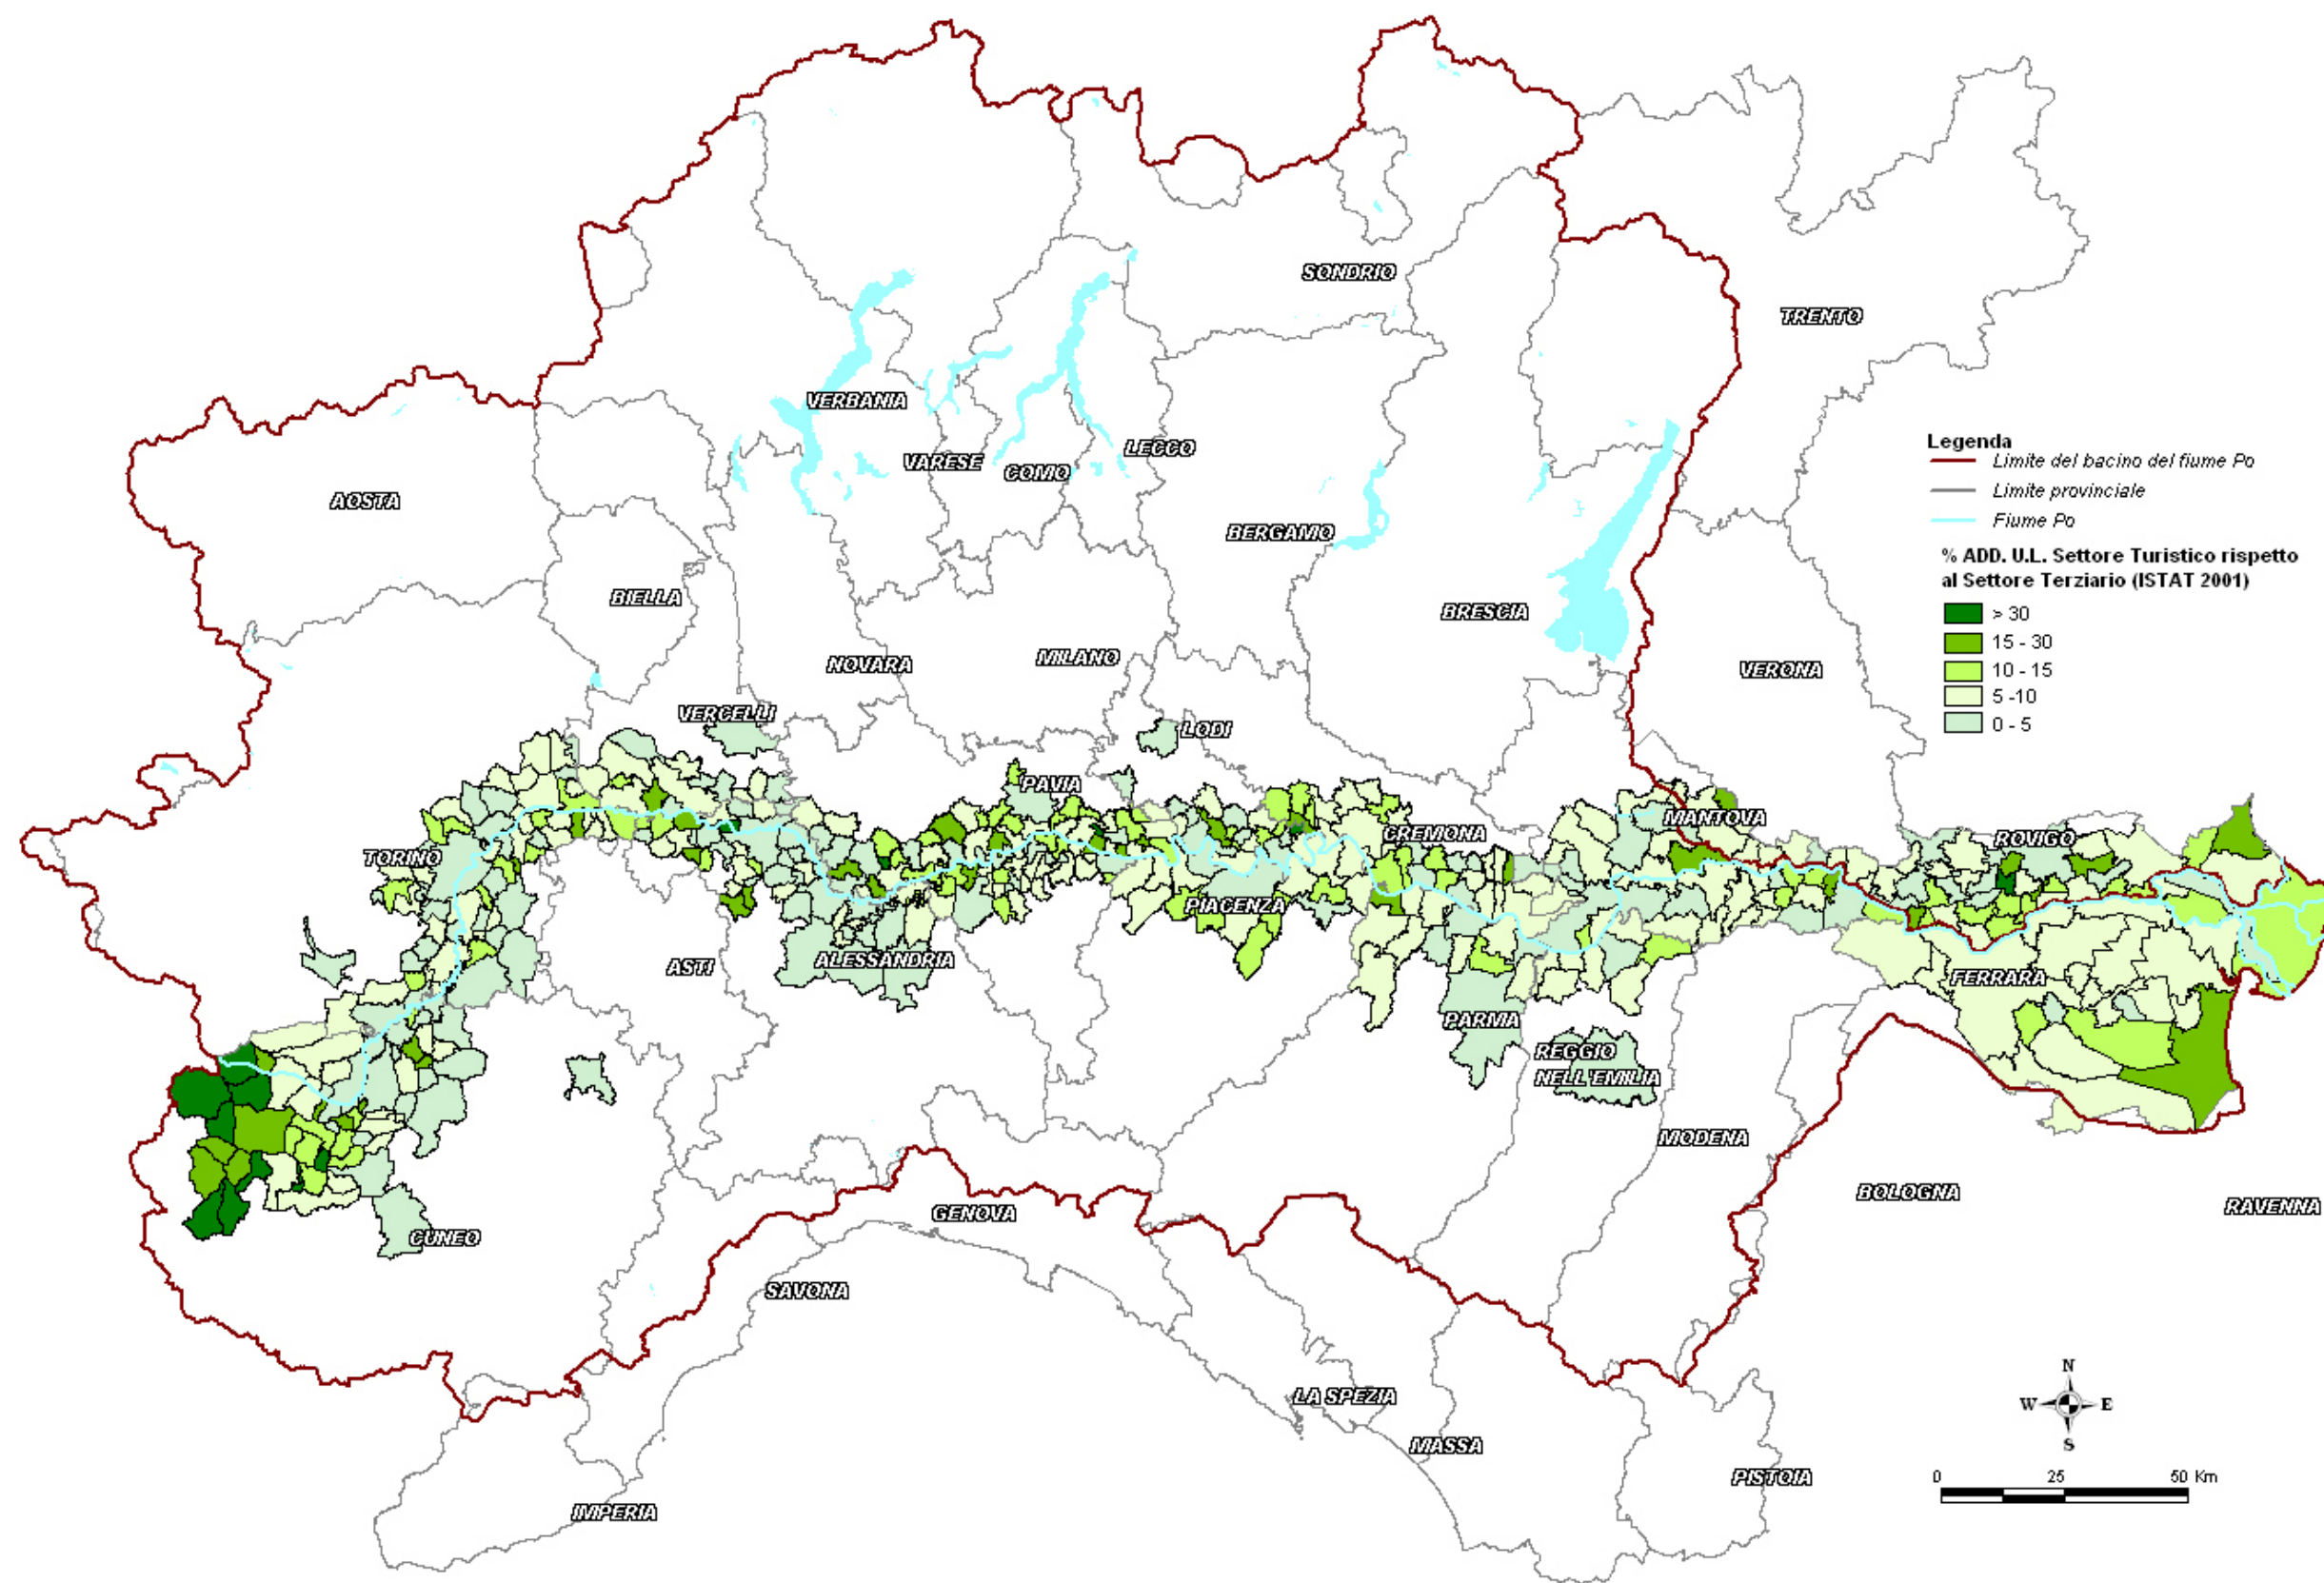 SONDRIO
TRENTO
VERBANIA
VARESE
COMO
LECCO
AOSTA
BERGAMO
BIELLA
BRESCIA
NOVARA
MILANO
VERONA
VERCELLI
LODI
PAVIA
MANTOVA
CREMONA
ROVIGO
TORINO
PIACENZA
ASTI
ALESSANDRIA
FERRARA
PARMA
REGGIO
NELL'EMILIA
MODENA
BOLOGNA
RAVENNA
CUNEO
GENOVA
SAVONA
LA SPEZIA
MASSA
PISTOIA
IMPERIA
Legenda
Limite del bacino del fiume Po
Limite provinciale
Fiume Po
% ADD. U.L. Settore Turistico rispetto
al Settore Terziario (ISTAT 2001)
> 30
15 - 30
10 - 15
5 -10
0 - 5
N
W E
S
0 25 50 Km